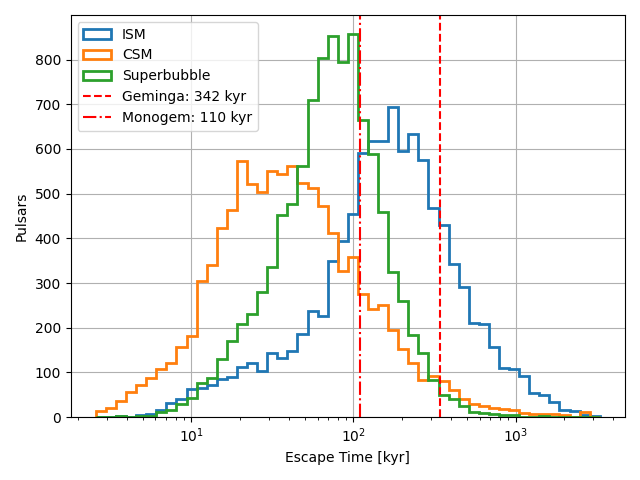 ISM
CSM
Superbubble
Geminga: 342 kyr
Monogem: 110 kyr
Pulsars
800
700
600
500
400
300
200
100
0
10¹
10²
10³
Escape Time [kyr]